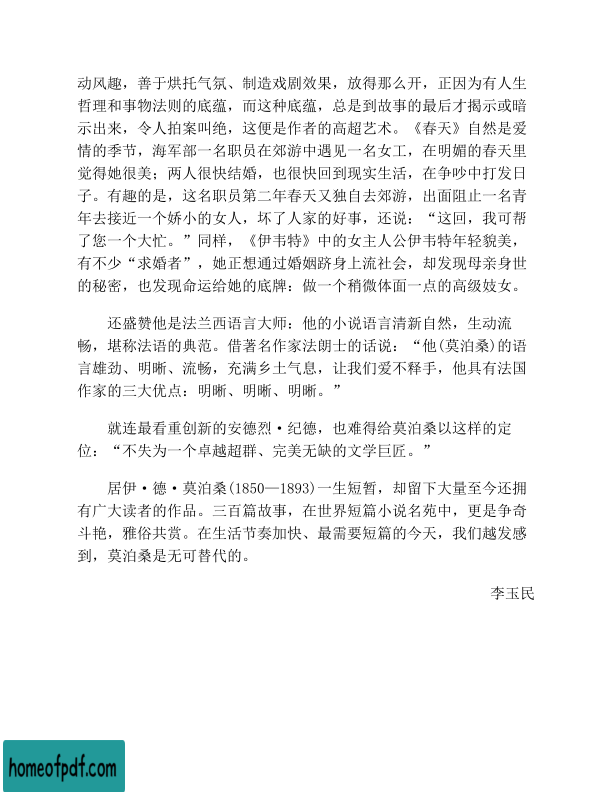 动风趣，善于烘托气氛、制造戏剧效果，放得那么开，正因为有人生
哲理和事物法则的底蕴，而这种底蕴，总是到故事的最后才揭示或暗
示出来，令人拍案叫绝，这便是作者的高超艺术。《春天》自然是爱
情的季节，海军部一名职员在郊游中遇见一名女工，在明媚的春天里
觉得她很美；两人很快结婚，也很快回到现实生活，在争吵中打发日
子。有趣的是，这名职员第二年春天又独自去郊游，出面阻止一名青
年去接近一个娇小的女人，坏了人家的好事，还说：“这回，我可帮
了您一个大忙。”同样，《伊韦特》中的女主人公伊韦特年轻貌美，
有不少“求婚者”，她正想通过婚姻跻身上流社会，却发现母亲身世
的秘密，也发现命运给她的底牌：做一个稍微体面一点的高级妓女。
还盛赞他是法兰西语言大师：他的小说语言清新自然，生动流
畅，堪称法语的典范。借著名作家法朗士的话说：“他(莫泊桑)的语
言雄劲、明晰、流畅，充满乡土气息，让我们爱不释手，他具有法国
作家的三大优点：明晰、明晰、明晰。”
就连最看重创新的安德烈·纪德，也难得给莫泊桑以这样的定
位：“不失为一个卓越超群、完美无缺的文学巨匠。”
居伊·德·莫泊桑(1850—1893)一生短暂，却留下大量至今还拥
有广大读者的作品。三百篇故事，在世界短篇小说名苑中，更是争奇
斗艳，雅俗共赏。在生活节奏加快、最需要短篇的今天，我们越发感
到，莫泊桑是无可替代的。
李玉民
homeofpdf.com